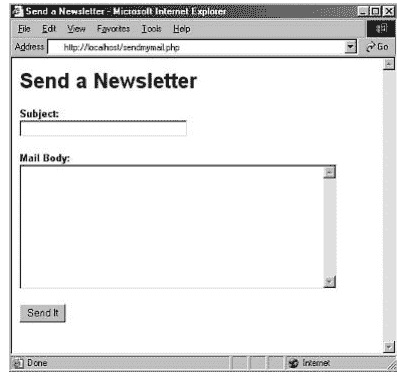 Send a Newsletter - Microsoft Internet Explorer
File Edit View Favorites Tools Help
Address http://localhost/sendmymail.php Go
Send a Newsletter
Subject:
Mail Body:
Send It
Done Internet